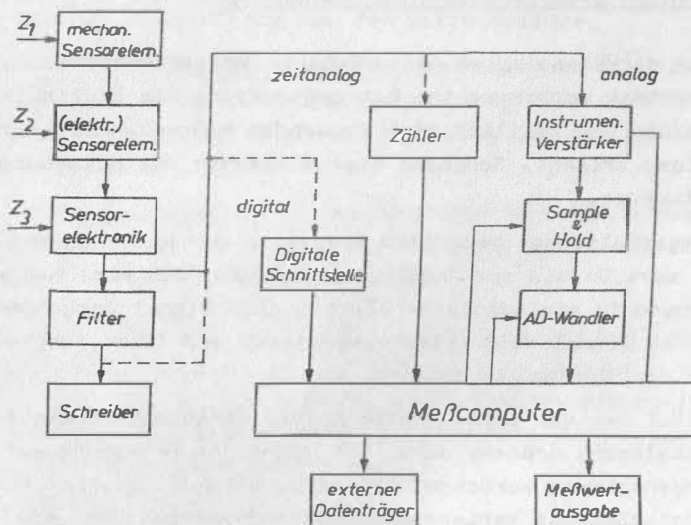 Z1
mechan.
Sensorelem.
Z2
(elektr.)
Sensorelem.
Z3
Sensor-
elektronik
Filter
Schreiber
zeitanalog
analog
digital
Zähler
Instrumen.
Verstärker
Digitale
Schnittstelle
Sample
&
Hold
AD-Wandler
Meßcomputer
externer
Datenträger
Meßwert-
ausgabe